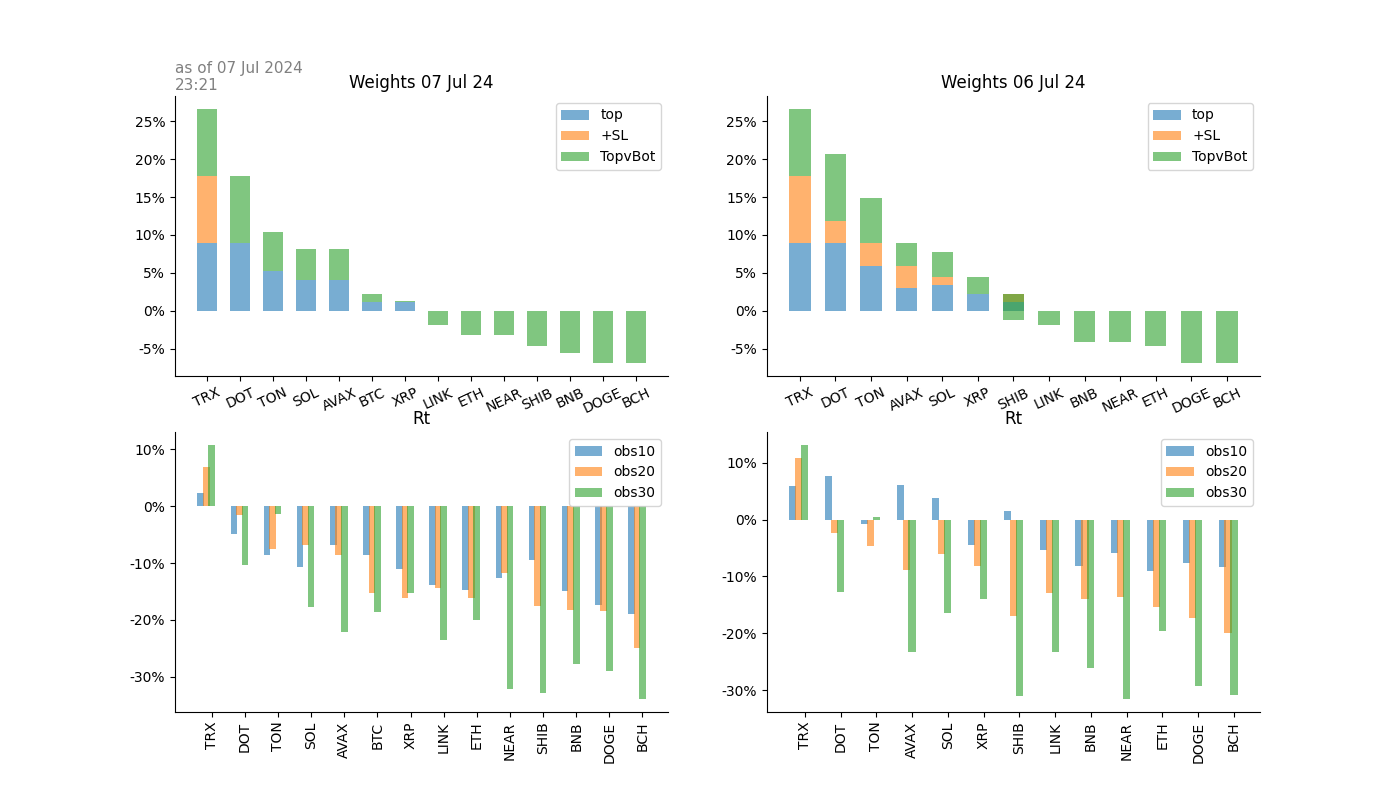 as of 07 Jul 2024
23:21
Weights 07 Jul 24
25%
20%
15%
10%
5%
0%
-5%
top
+SL
TopvBot
TRX DOT TON SOL AVAX BTC XRP LINK ETH NEAR SHIB BNB DOGE BCH
Weights 06 Jul 24
25%
20%
15%
10%
5%
0%
-5%
top
+SL
TopvBot
TRX DOT TON AVAX SOL XRP SHIB LINK BNB NEAR ETH DOGE BCH
Rt
10%
0%
-10%
-20%
-30%
obs10
obs20
obs30
TRX DOT TON SOL AVAX BTC XRP LINK ETH NEAR SHIB BNB DOGE BCH
Rt
10%
0%
-10%
-20%
-30%
obs10
obs20
obs30
TRX DOT TON AVAX SOL XRP SHIB LINK BNB NEAR ETH DOGE BCH